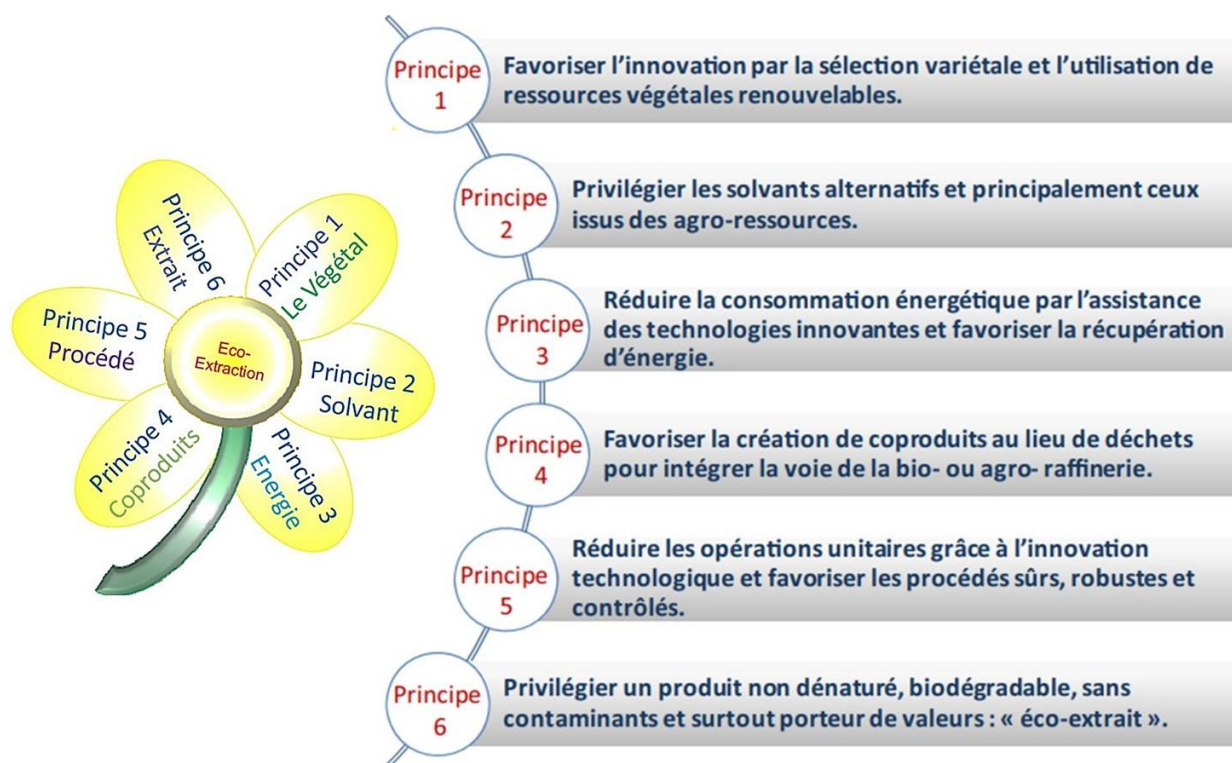 Principe 1
Le Végétal
Principe 2
Solvant
Principe 3
Energie
Principe 4
Coproduits
Principe 5
Procédé
Principe 6
Extrait
Eco-
Extraction
Principe
1
Favoriser l’innovation par la sélection variétale et l’utilisation de
ressources végétales renouvelables.
Principe
2
Privilégier les solvants alternatifs et principalement ceux
issus des agro-ressources.
Principe
3
Réduire la consommation énergétique par l’assistance
des technologies innovantes et favoriser la récupération
d’énergie.
Principe
4
Favoriser la création de coproduits au lieu de déchets
pour intégrer la voie de la bio- ou agro- raffinerie.
Principe
5
Réduire les opérations unitaires grâce à l’innovation
technologique et favoriser les procédés sûrs, robustes et
contrôlés.
Principe
6
Privilégier un produit non dénaturé, biodégradable, sans
contaminants et surtout porteur de valeurs : « éco-extrait ».